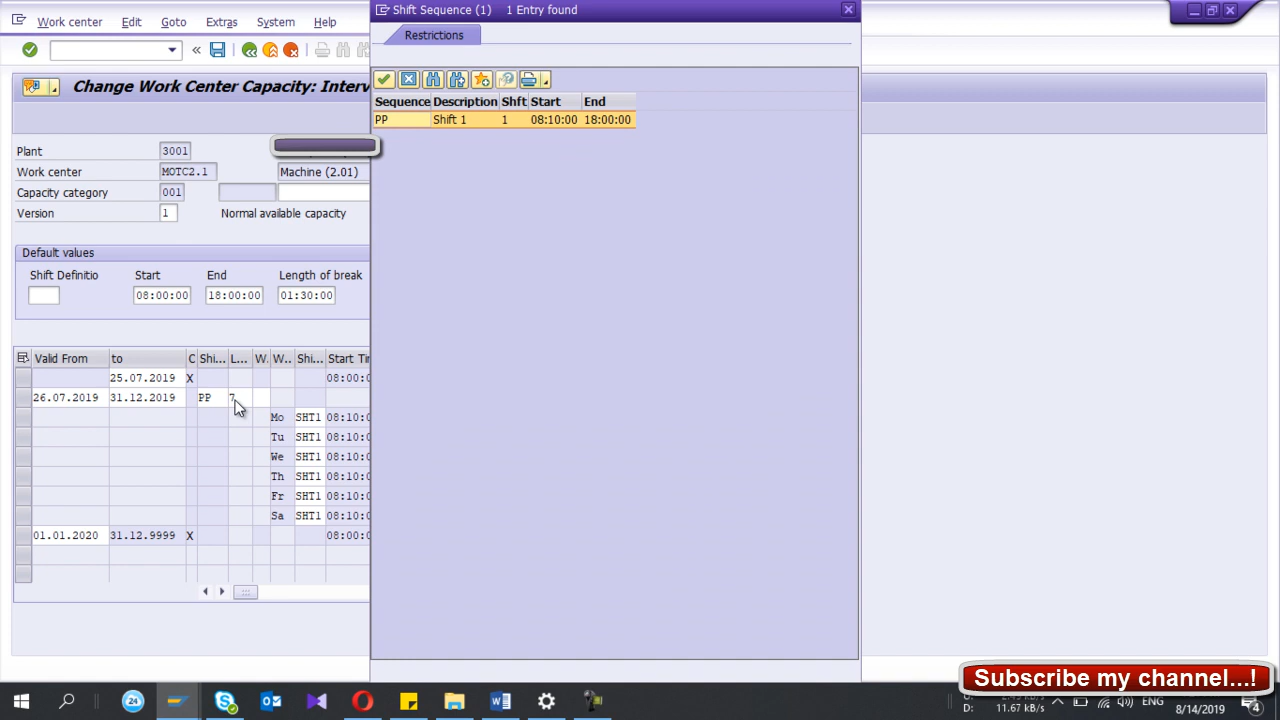 Work center Edit Goto Extras System Help
Shift Sequence (1) 1 Entry found
Restrictions
Change Work Center Capacity: Interv
Sequence Description Shft Start End
PP Shift 1 1 08:10:00 18:00:00
Plant 3001
Work center MOTC2.1 Machine (2.01)
Capacity category 001
Version 1 Normal available capacity
Default values
Shift Definitio Start End Length of break
08:00:00 18:00:00 01:30:00
Valid From to C Shi... L... W. W.. Shi... Start Tim
25.07.2019 X 08:00:0
26.07.2019 31.12.2019 PP 7
Mo SHT1 08:10:0
Tu SHT1 08:10:0
We SHT1 08:10:0
Th SHT1 08:10:0
Fr SHT1 08:10:0
Sa SHT1 08:10:0
01.01.2020 31.12.9999 X 08:00:0
Subscribe my channel...!
24
D: 11.67 kB/s
ENG
8/14/2019
4